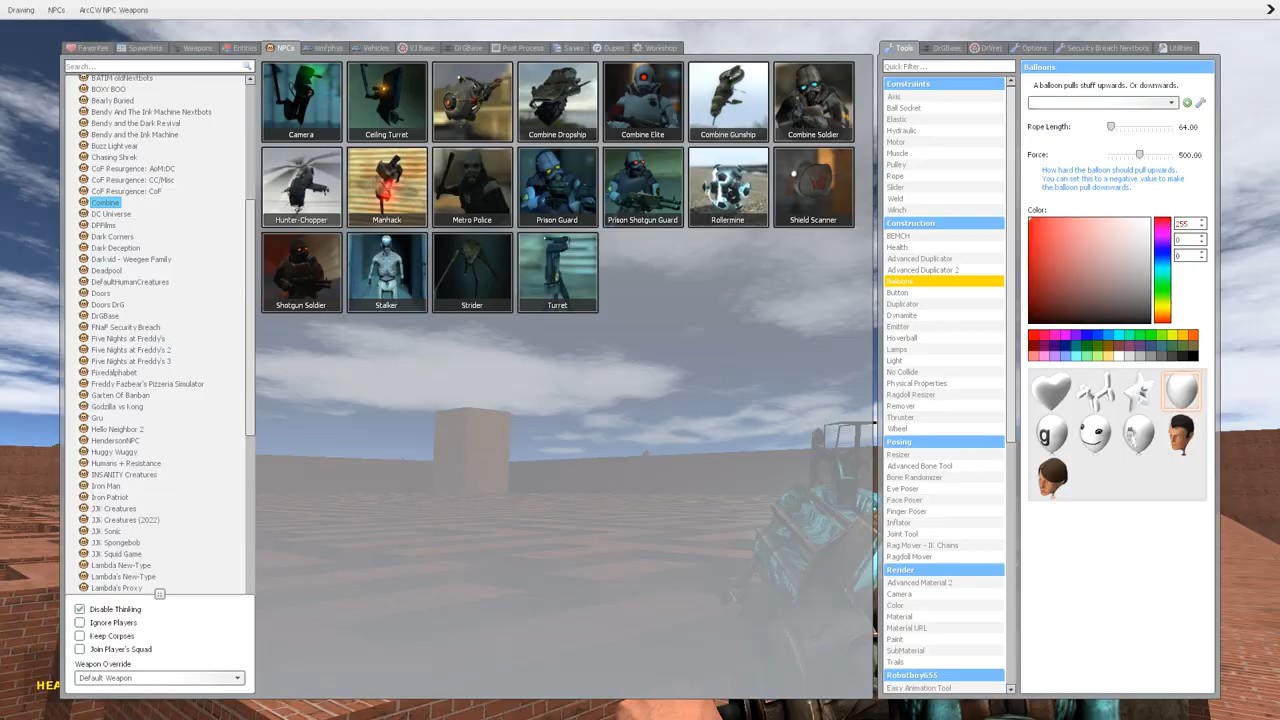 Drawing NPCs ArcCW NPC Weapons
Favorites Spawnlists Weapons Entities NPCs simfphys Vehicles VJ Base DrGBase Post Process Saves Dupes Workshop
Search...
BATIM oldNextbots
BOXY BOO
Bearly Buried
Bendy And The Ink Machine Nextbots
Bendy and the Dark Revival
Bendy and the Ink Machine
Buzz Lightyear
Chasing Shrek
CoF Resurgence: AoM:DC
CoF Resurgence: CC/Misc
CoF Resurgence: CoF
Combine
DC Universe
DPFilms
Dark Corners
Dark Deception
Darkvid - Weegee Family
Deadpool
DefaultHumanCreatures
Doors
Doors DrG
DrGBase
FNaF Security Breach
Five Nights at Freddy's
Five Nights at Freddy's 2
Five Nights at Freddy's 3
Fixedalphabet
Freddy Fazbear's Pizzeria Simulator
Garten Of Banban
Godzilla vs Kong
Gru
Hello Neighbor 2
HendersonNPC
Huggy Wuggy
Humans + Resistance
INSANITY Creatures
Iron Man
Iron Patriot
JJK Creatures
JJK Creatures (2022)
JJK Sonic
JJK Spongebob
JJK Squid Game
Lambda New-Type
Lambda's New-Type
Lambda's Proxy
Disable Thinking
Ignore Players
Keep Corpses
Join Player's Squad
Weapon Override
Default Weapon
HEA
Camera Ceiling Turret Combine Dropship Combine Elite Combine Gunship Combine Soldier
Hunter-Chopper Manhack Metro Police Prison Guard Prison Shotgun Guard Rollermine Shield Scanner
Shotgun Soldier Stalker Strider Turret
Tools DrGBase DrVrej Options Security Breach Nextbots Utilities
Quick Filter...
Constraints
Axis
Ball Socket
Elastic
Hydraulic
Motor
Muscle
Pulley
Rope
Slider
Weld
Winch
Construction
BEMCH
Health
Advanced Duplicator
Advanced Duplicator 2
Balloons
Button
Duplicator
Dynamite
Emitter
Hoverball
Lamps
Light
No Collide
Physical Properties
Ragdoll Resizer
Remover
Thruster
Wheel
Posing
Resizer
Advanced Bone Tool
Bone Randomizer
Eye Poser
Face Poser
Finger Poser
Inflator
Joint Tool
Rag Mover - IK Chains
Ragdoll Mover
Render
Advanced Material 2
Camera
Color
Material
Material URL
Paint
SubMaterial
Trails
Robotboy655
Easy Animation Tool
Balloons
A balloon pulls stuff upwards. Or downwards.
Rope Length: 64.00
Force: 500.00
How hard the balloon should pull upwards.
You can set this to a negative value to make
the balloon pull downwards.
Color:
255
0
0
g